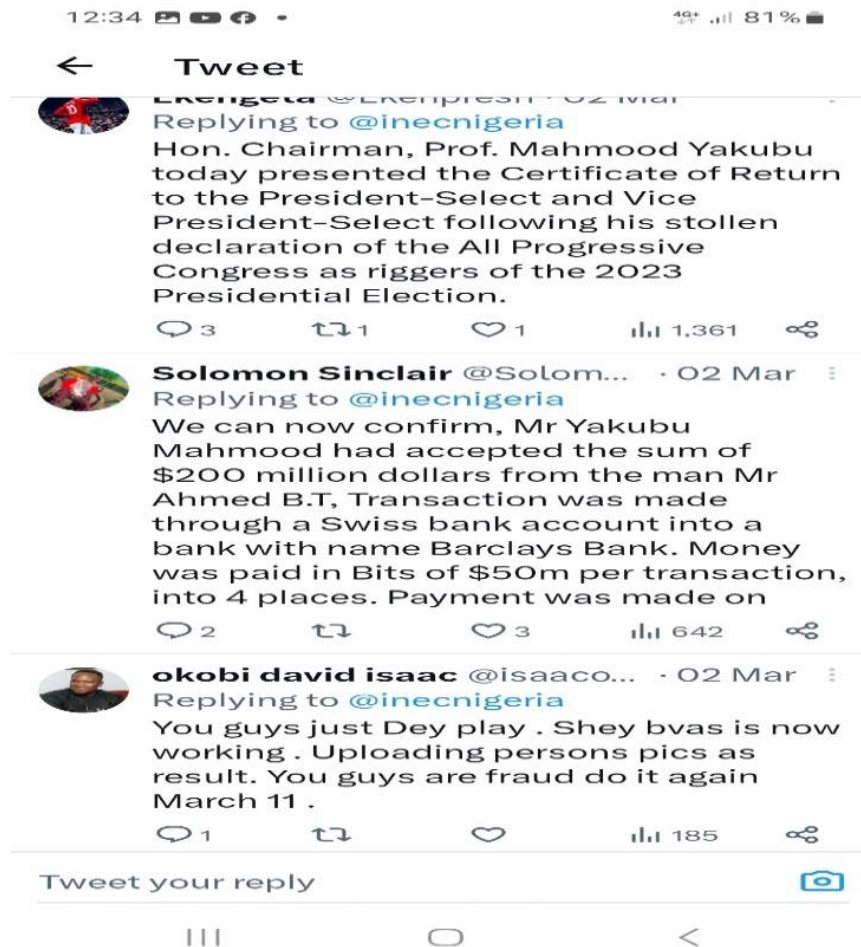 12:34 4G+ 81%
Tweet
02 Mar
Replying to @inecnigeria
Hon. Chairman, Prof. Mahmood Yakubu
today presented the Certificate of Return
to the President-Select and Vice
President-Select following his stollen
declaration of the All Progressive
Congress as riggers of the 2023
Presidential Election.
3 1 1 1,361
Solomon Sinclair @Solom... · 02 Mar
Replying to @inecnigeria
We can now confirm, Mr Yakubu
Mahmood had accepted the sum of
$200 million dollars from the man Mr
Ahmed B.T, Transaction was made
through a Swiss bank account into a
bank with name Barclays Bank. Money
was paid in Bits of $50m per transaction,
into 4 places. Payment was made on
2 3 642
okobi david isaac @isaaco... · 02 Mar
Replying to @inecnigeria
You guys just Dey play . Shey bvas is now
working . Uploading persons pics as
result. You guys are fraud do it again
March 11 .
1 185
Tweet your reply